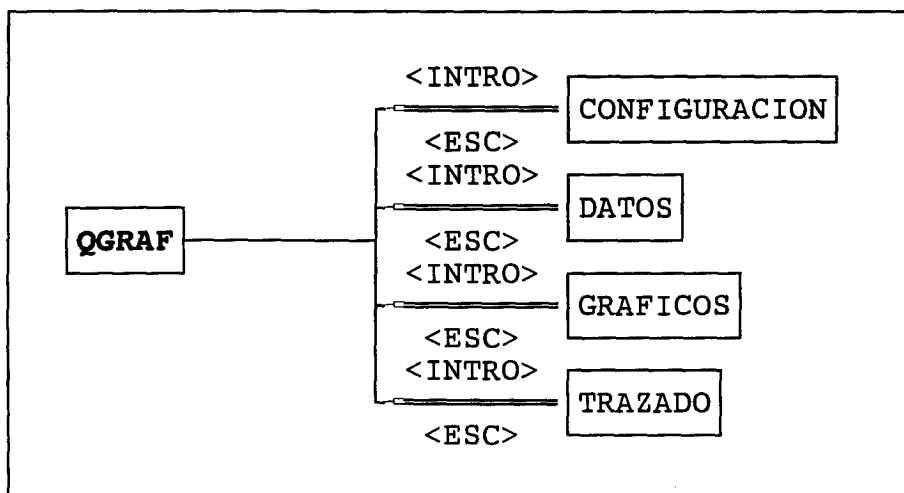 <INTRO>
CONFIGURACION
<ESC>
<INTRO>
DATOS
QGRAF
<ESC>
<INTRO>
GRAFICOS
<ESC>
<INTRO>
TRAZADO
<ESC>